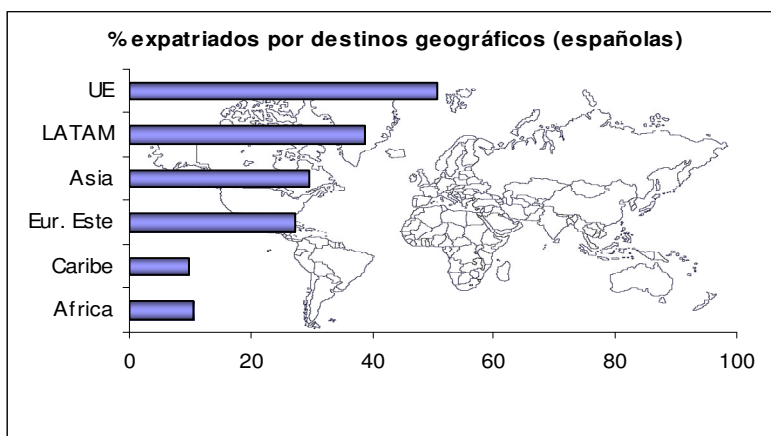 % expatriados por destinos geográficos (españolas)
UE
LATAM
Asia
Eur. Este
Caribe
Africa
0 20 40 60 80 100